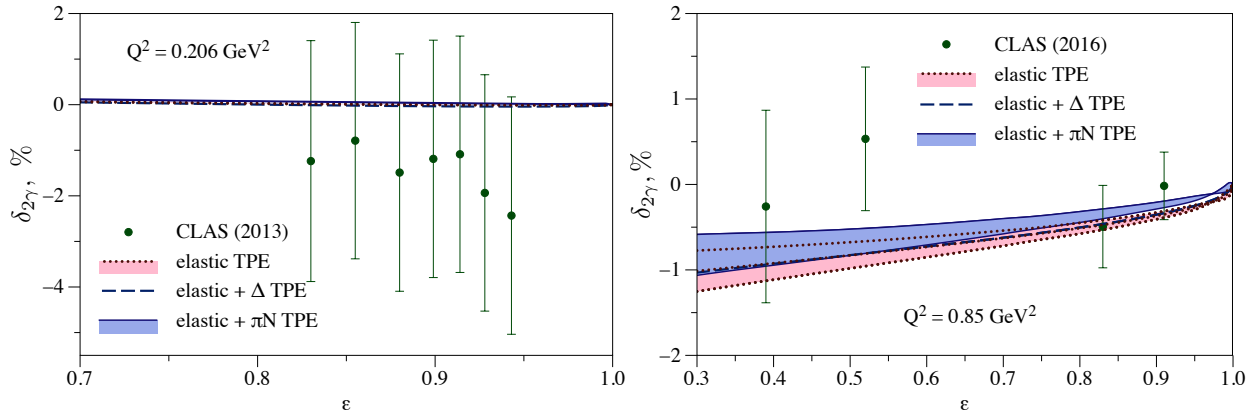 2
0
−2
−4
δ2γ, %
Q² = 0.206 GeV²
CLAS (2013)
elastic TPE
elastic + Δ TPE
elastic + πN TPE
0.7
0.8
0.9
1.0
ε
2
1
0
−1
−2
δ2γ, %
CLAS (2016)
elastic TPE
elastic + Δ TPE
elastic + πN TPE
Q² = 0.85 GeV²
0.3
0.4
0.5
0.6
0.7
0.8
0.9
1.0
ε